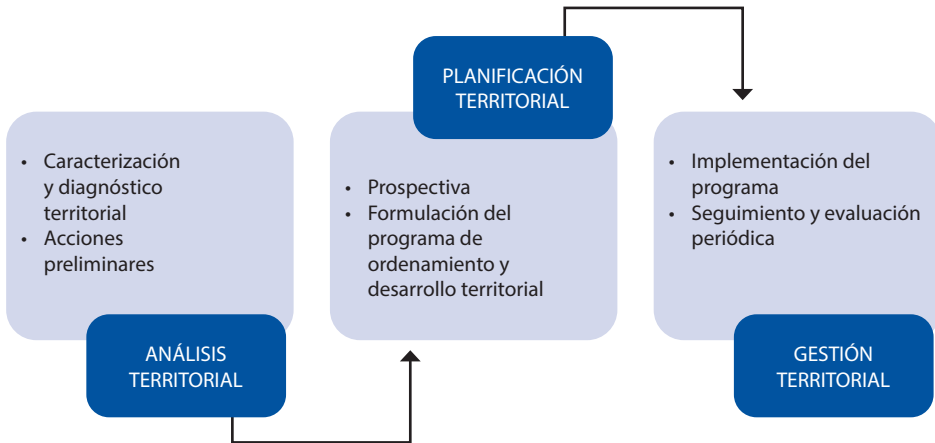 • Caracterización
y diagnóstico
territorial
• Acciones
preliminares
ANÁLISIS
TERRITORIAL
PLANIFICACIÓN
TERRITORIAL
• Prospectiva
• Formulación del
programa de
ordenamiento y
desarrollo territorial
• Implementación del
programa
• Seguimiento y evaluación
periódica
GESTIÓN
TERRITORIAL